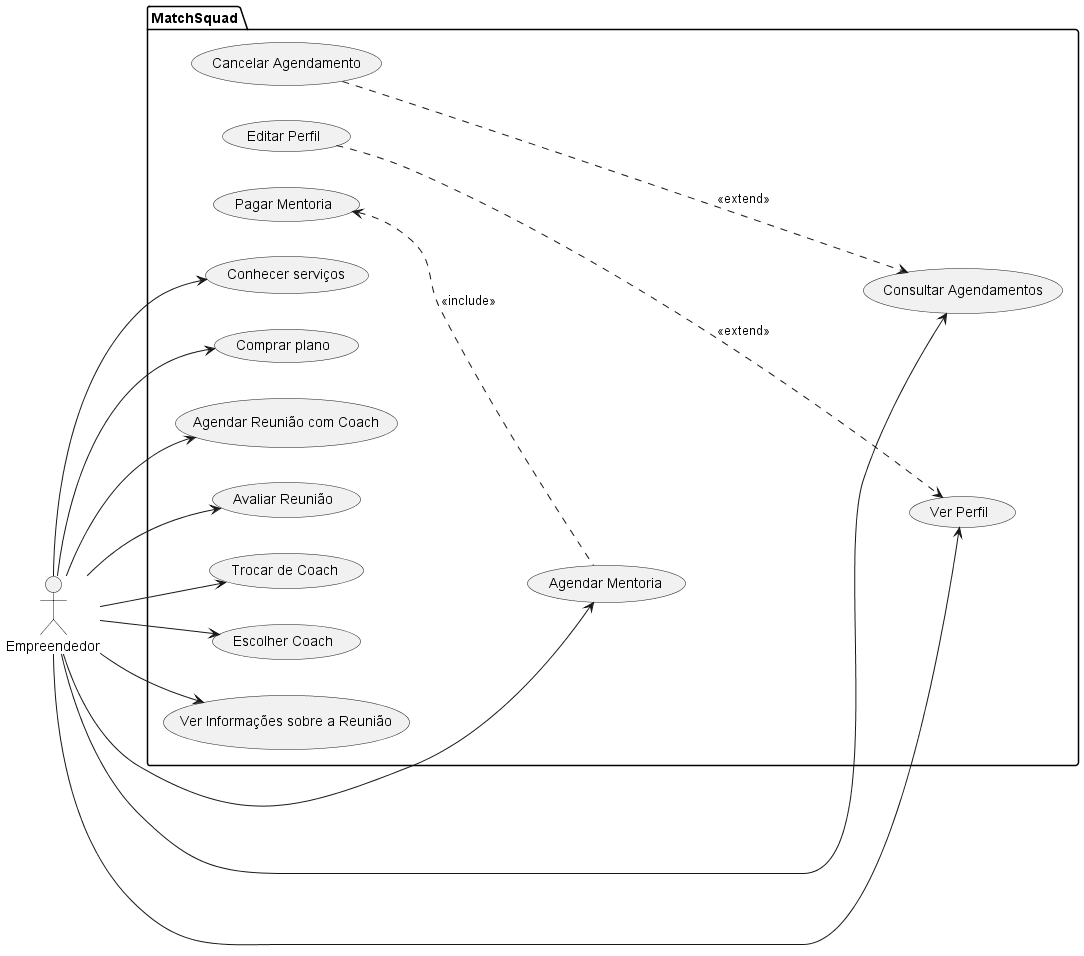 MatchSquad
Cancelar Agendamento
Editar Perfil
«extend»
Pagar Mentoria
Conhecer serviços
Consultar Agendamentos
«include»
«extend»
Comprar plano
Agendar Reunião com Coach
Avaliar Reunião
Ver Perfil
Trocar de Coach
Agendar Mentoria
Escolher Coach
Empreendedor
Ver Informações sobre a Reunião